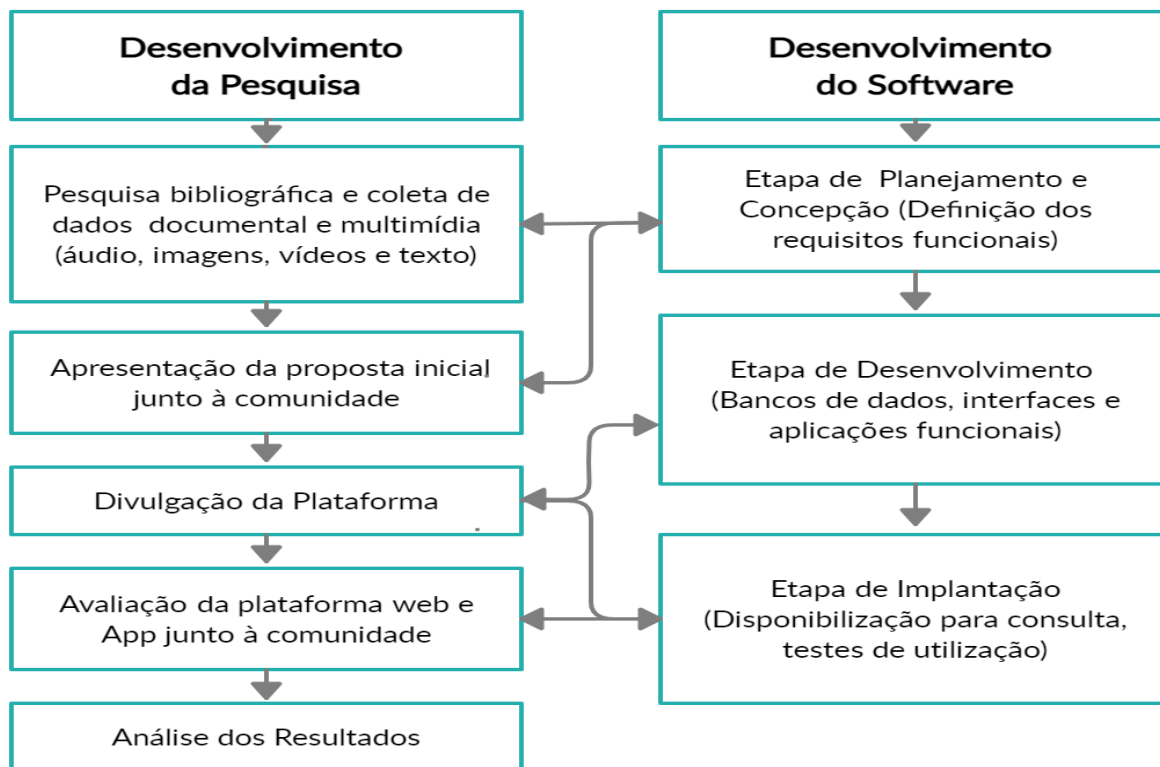 Desenvolvimento
da Pesquisa
Pesquisa bibliográfica e coleta de
dados documental e multimídia
(áudio, imagens, vídeos e texto)
Apresentação da proposta inicial
junto à comunidade
Divulgação da Plataforma
Avaliação da plataforma web e
App junto à comunidade
Análise dos Resultados
Desenvolvimento
do Software
Etapa de Planejamento e
Concepção (Definição dos
requisitos funcionais)
Etapa de Desenvolvimento
(Bancos de dados, interfaces e
aplicações funcionais)
Etapa de Implantação
(Disponibilização para consulta,
testes de utilização)